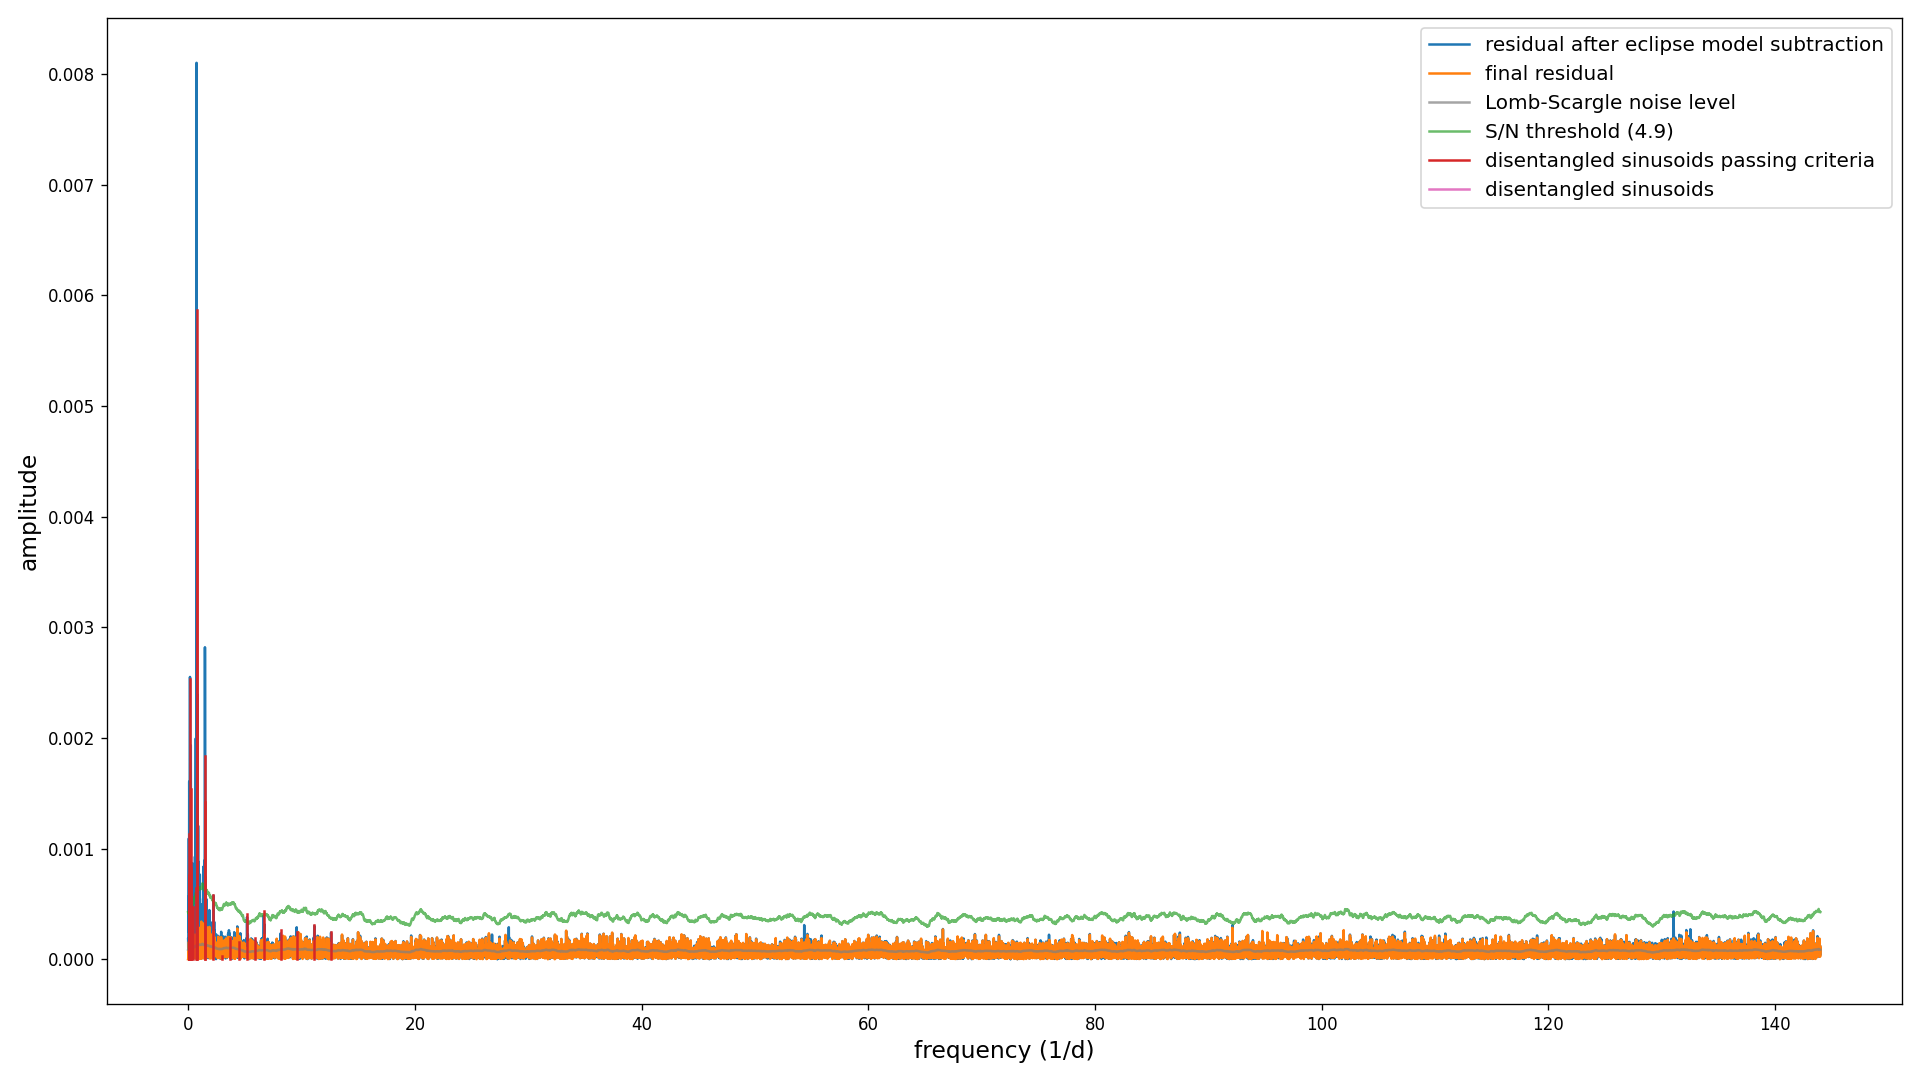 residual after eclipse model subtraction
final residual
Lomb-Scargle noise level
S/N threshold (4.9)
disentangled sinusoids passing criteria
disentangled sinusoids
0.008
0.007
0.006
0.005
0.004
0.003
0.002
0.001
0.000
amplitude
0 20 40 60 80 100 120 140
frequency (1/d)